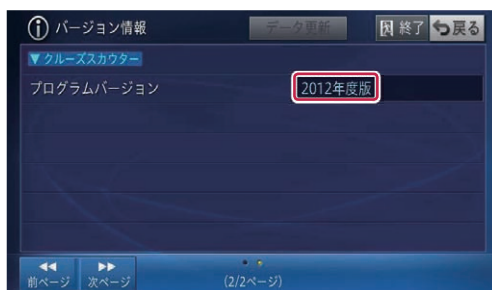 バージョン情報
データ更新
終了
戻る
▼クルーズスカウター
プログラムバージョン 2012年度版
前ページ 次ページ (2/2ページ)